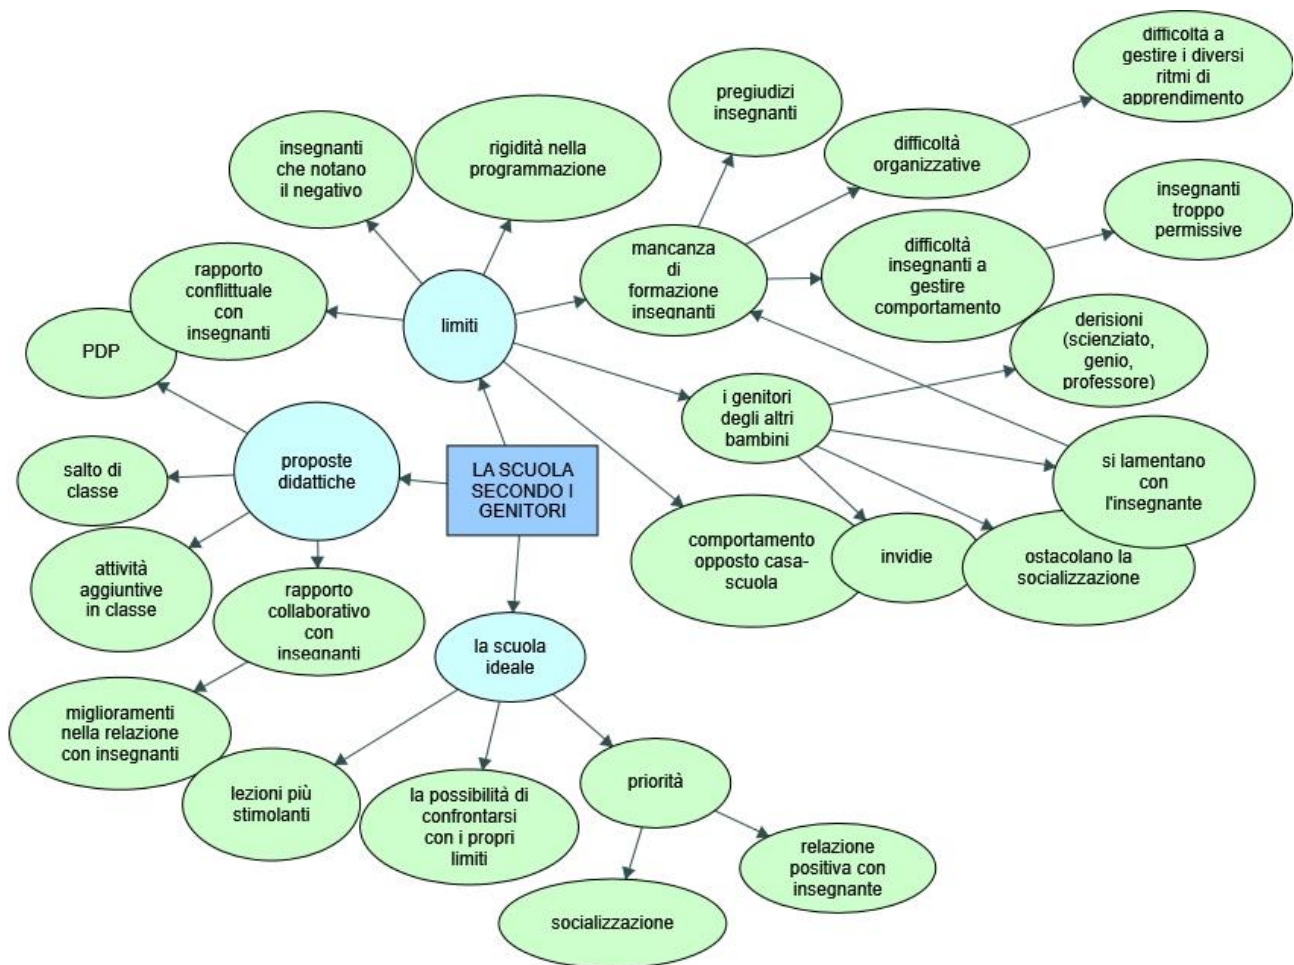 difficoltà a
gestire i diversi
ritmi di
apprendimento
pregiudizi
insegnanti
insegnanti
che notano
il negativo
rigidità nella
programmazione
difficoltà
organizzative
insegnanti
troppo
permissive
mancanza
di
formazione
insegnanti
difficoltà
insegnanti a
gestire
comportamento
rapporto
conflittuale
con
insegnanti
limiti
PDP
derisioni
(scienziato,
genio,
professore)
i genitori
degli altri
bambini
proposte
didattiche
LA SCUOLA
SECONDO I
GENITORI
salto di
classe
si lamentano
con
l'insegnante
comportamento
opposto casa-
scuola
invidie
ostacolano la
socializzazione
attività
aggiuntive
in classe
rapporto
collaborativo
con
insegnanti
la scuola
ideale
miglioramenti
nella relazione
con insegnanti
lezioni più
stimolanti
la possibilità di
confrontarsi
con i propri
limiti
priorità
relazione
positiva con
insegnante
socializzazione